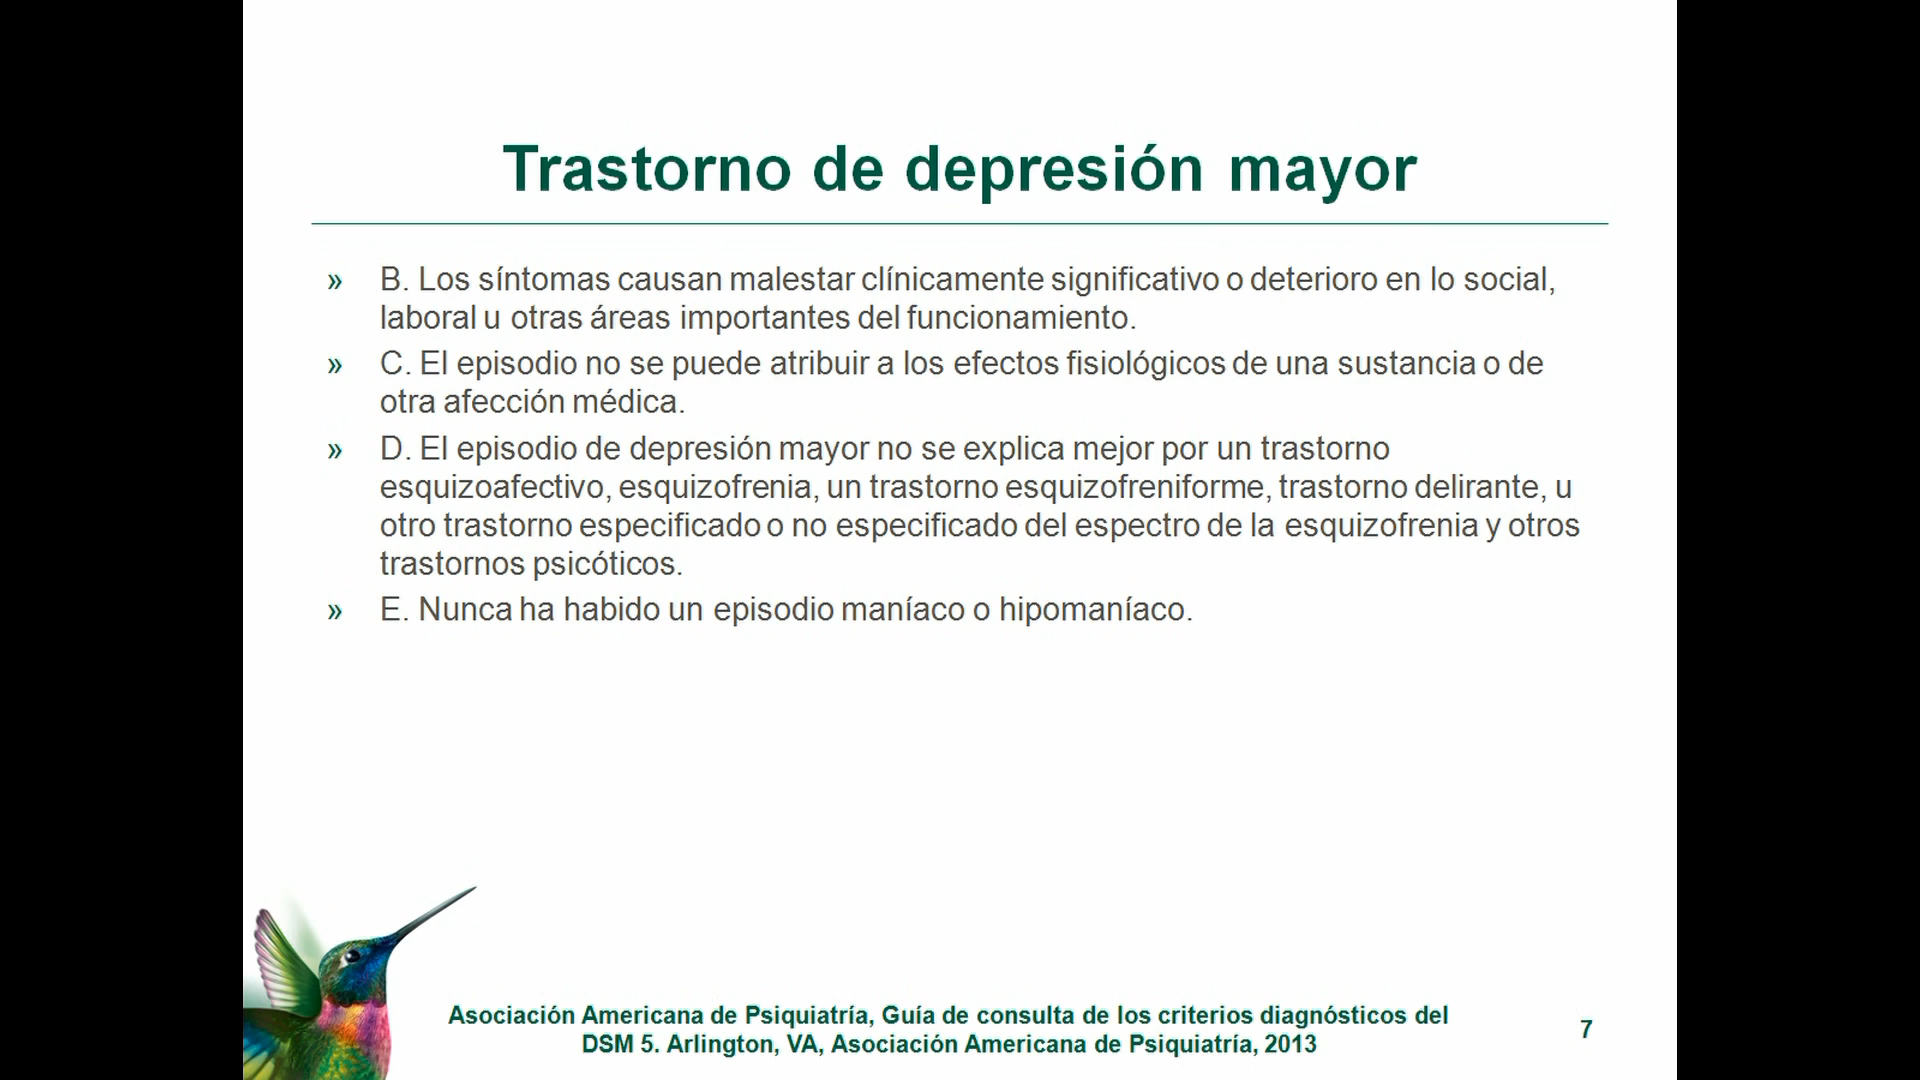 Trastorno de depresión mayor
» B. Los síntomas causan malestar clínicamente significativo o deterioro en lo social,
laboral u otras áreas importantes del funcionamiento.
» C. El episodio no se puede atribuir a los efectos fisiológicos de una sustancia o de
otra afección médica.
» D. El episodio de depresión mayor no se explica mejor por un trastorno
esquizoafectivo, esquizofrenia, un trastorno esquizofreniforme, trastorno delirante, u
otro trastorno especificado o no especificado del espectro de la esquizofrenia y otros
trastornos psicóticos.
» E. Nunca ha habido un episodio maníaco o hipomaníaco.
Asociación Americana de Psiquiatría, Guía de consulta de los criterios diagnósticos del
DSM 5. Arlington, VA, Asociación Americana de Psiquiatría, 2013
7